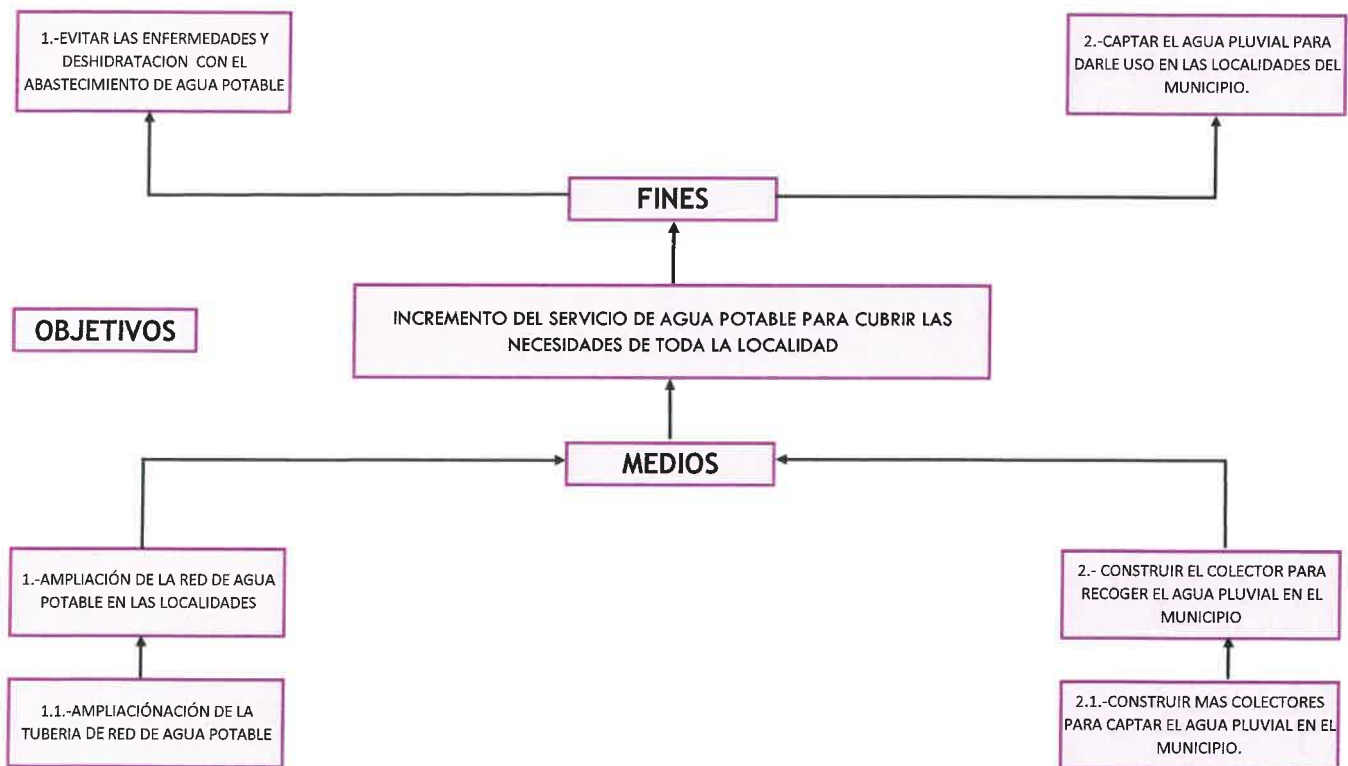 1.-EVITAR LAS ENFERMEDADES Y
DESHIDRATACION CON EL
ABASTECIMIENTO DE AGUA POTABLE
2.-CAPTAR EL AGUA PLUVIAL PARA
DARLE USO EN LAS LOCALIDADES DEL
MUNICIPIO.
FINES
OBJETIVOS
INCREMENTO DEL SERVICIO DE AGUA POTABLE PARA CUBRIR LAS
NECESIDADES DE TODA LA LOCALIDAD
MEDIOS
1.-AMPLIACIÓN DE LA RED DE AGUA
POTABLE EN LAS LOCALIDADES
2.- CONSTRUIR EL COLECTOR PARA
RECOGER EL AGUA PLUVIAL EN EL
MUNICIPIO
1.1.-AMPLIACIÓNACIÓN DE LA
TUBERIA DE RED DE AGUA POTABLE
2.1.-CONSTRUIR MAS COLECTORES
PARA CAPTAR EL AGUA PLUVIAL EN EL
MUNICIPIO.